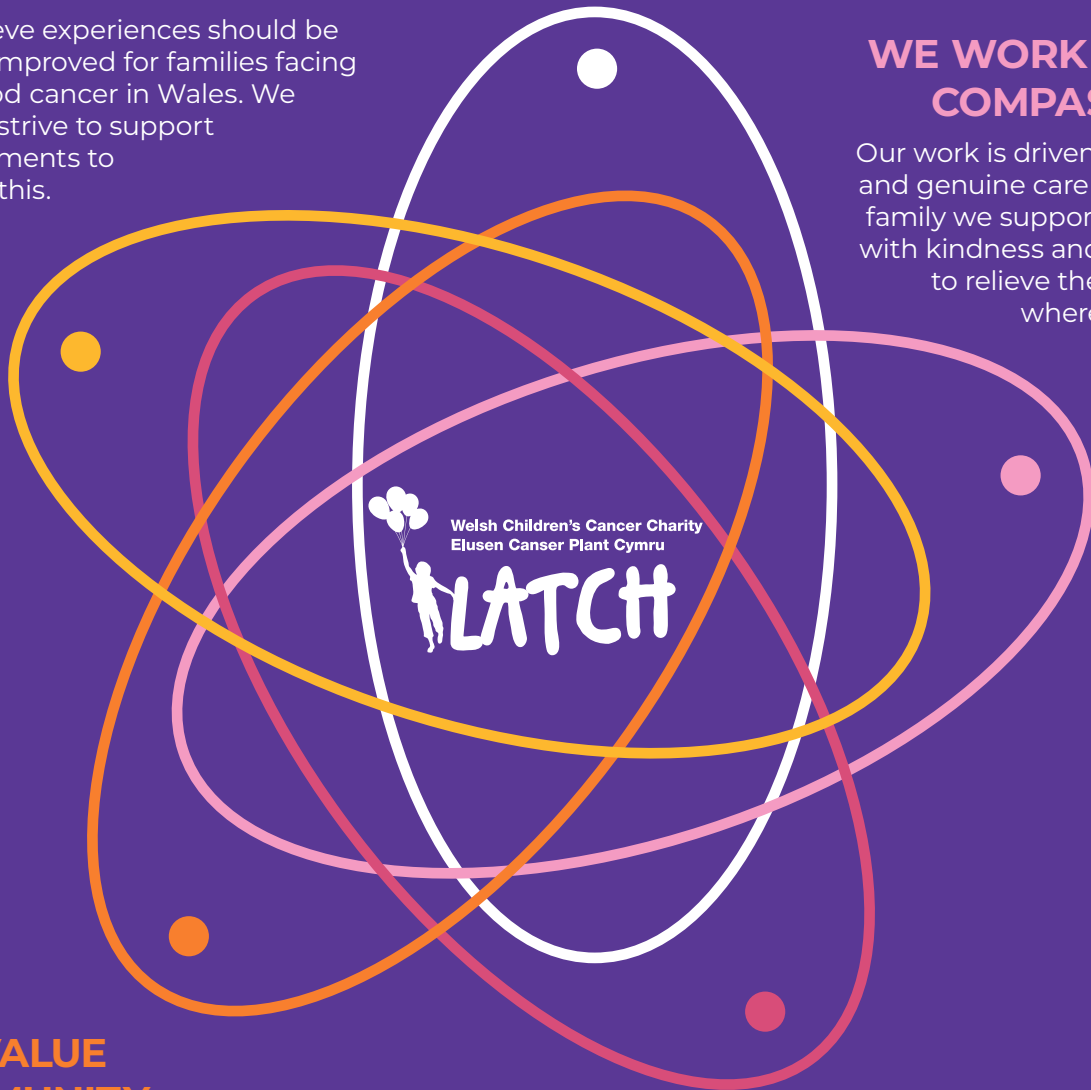 eve experiences should be
improved for families facing
od cancer in Wales. We
strive to support
ments to
this.
WE WORK
COMPAS
Our work is driven
and genuine care
family we suppor
with kindness and
to relieve the
where
Welsh Children's Cancer Charity
Elusen Canser Plant Cymru
LATCH
VALUE